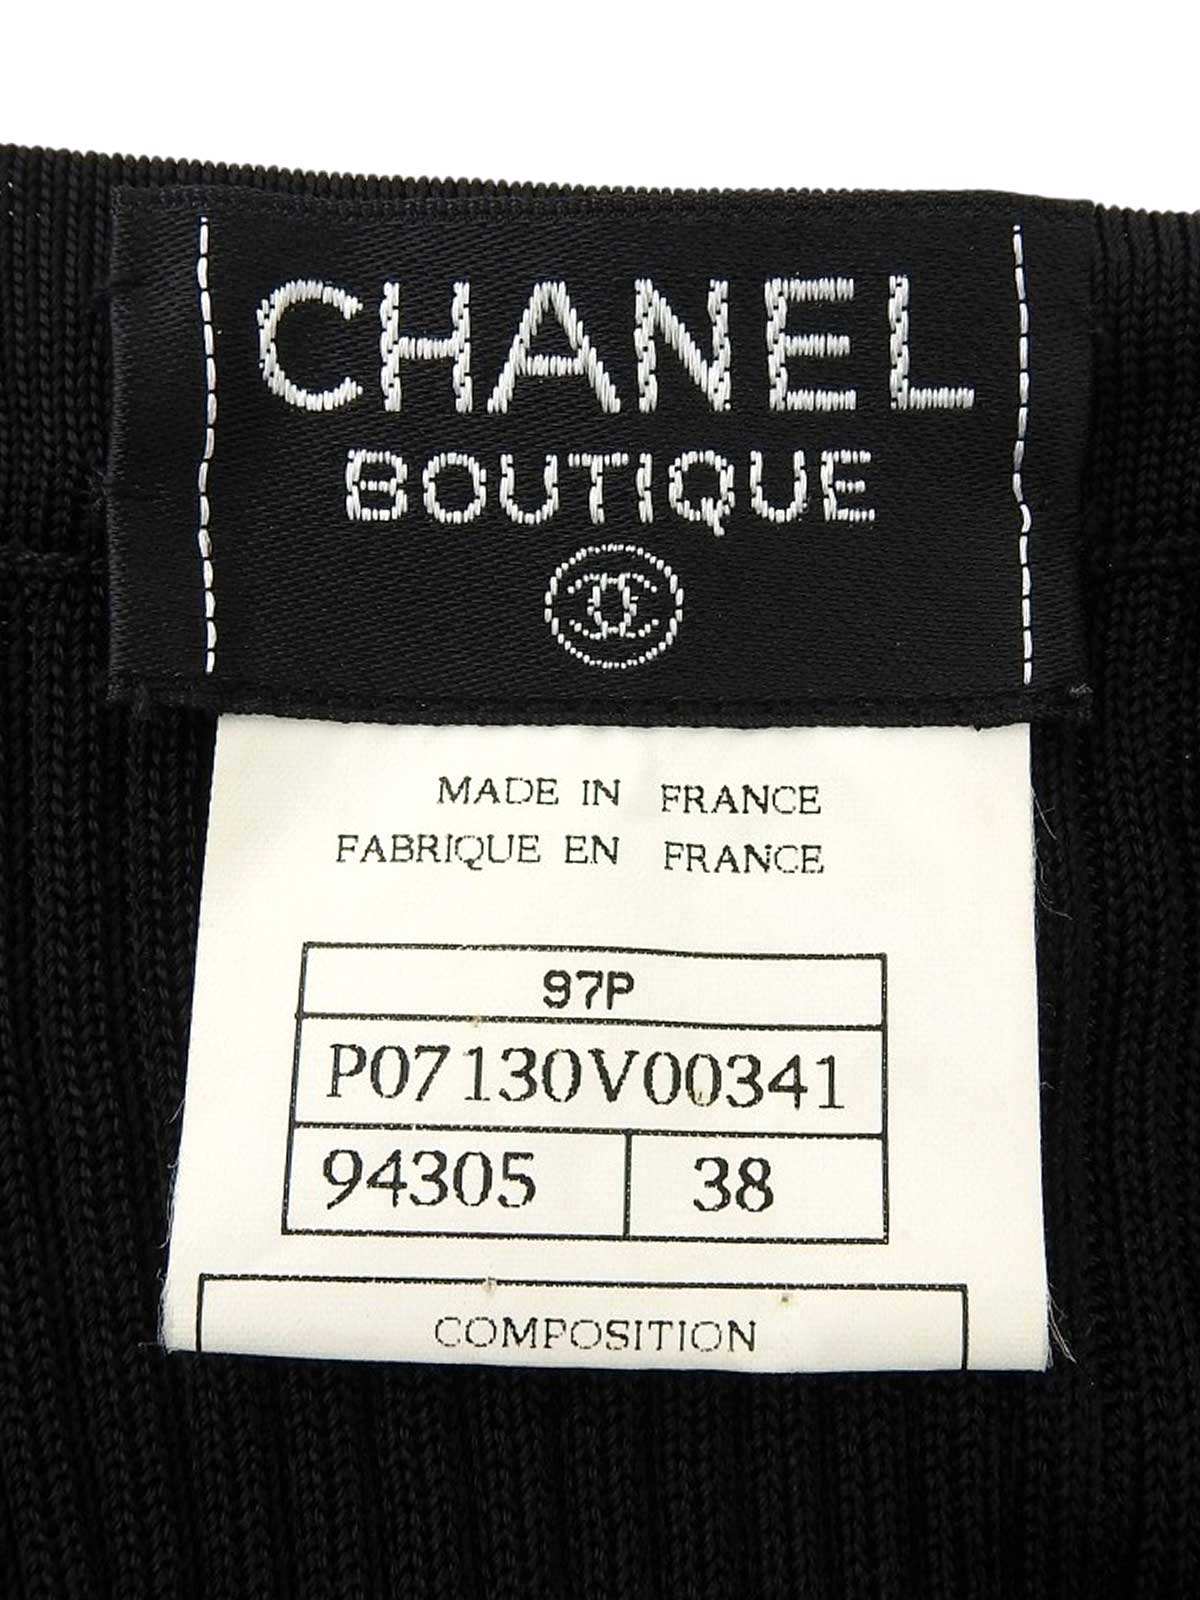 CHANEL
BOUTIQUE
MADE IN FRANCE
FABRIQUE EN FRANCE
97P
P07130V00341
94305 38
COMPOSITION